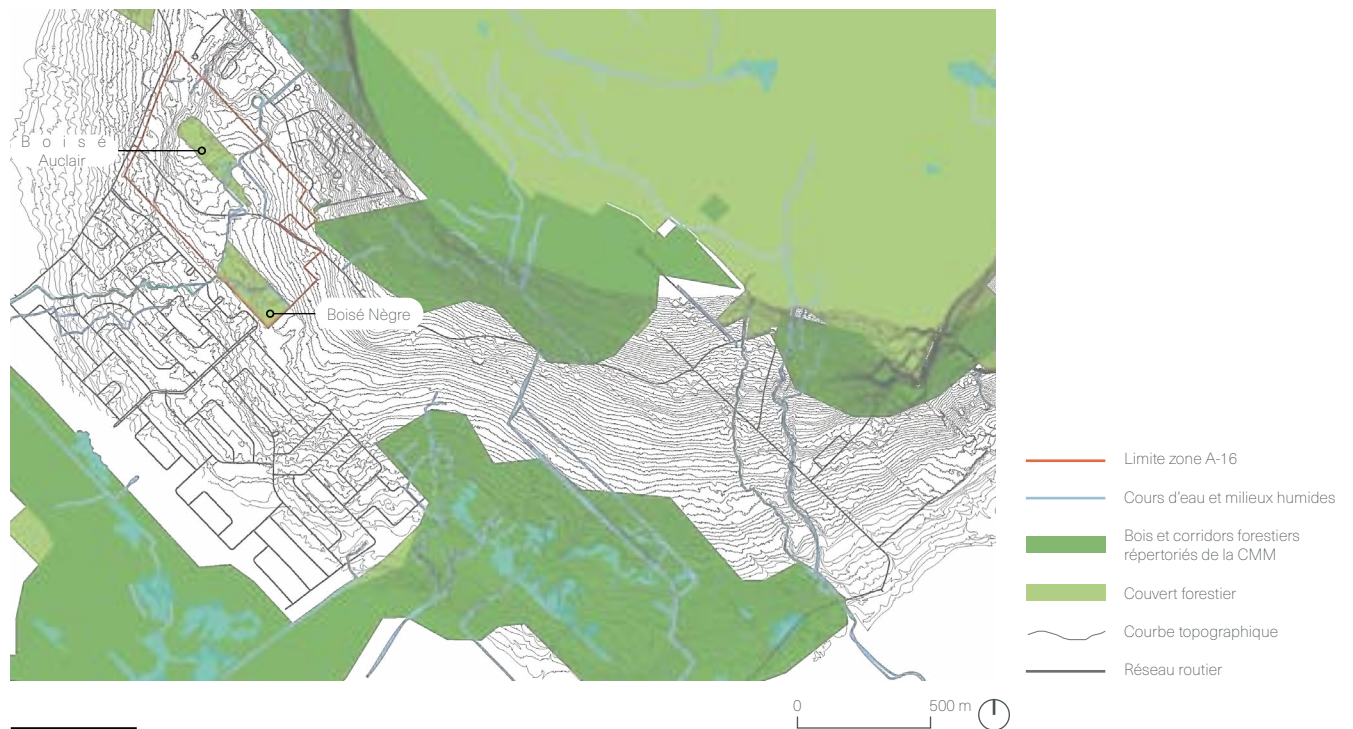 B o i s é
Auclair
Boisé Nègre
Limite zone A-16
Cours d'eau et milieux humides
Bois et corridors forestiers
répertoriés de la CMM
Couvert forestier
Courbe topographique
Réseau routier
0 500 m